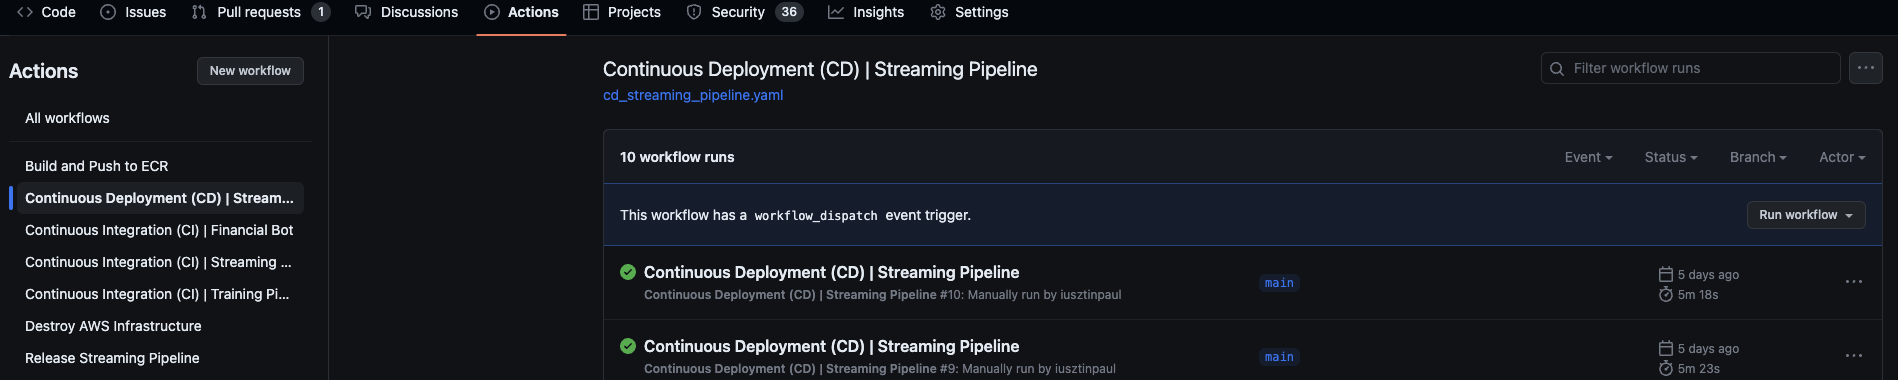 Code Issues Pull requests 1 Discussions Actions Projects Security 36 Insights Settings
Actions
New workflow
All workflows
Build and Push to ECR
Continuous Deployment (CD) | Stream...
Continuous Integration (CI) | Financial Bot
Continuous Integration (CI) | Streaming ...
Continuous Integration (CI) | Training Pi...
Destroy AWS Infrastructure
Release Streaming Pipeline
Continuous Deployment (CD) | Streaming Pipeline
cd_streaming_pipeline.yaml
Filter workflow runs
10 workflow runs
Event Status Branch Actor
This workflow has a workflow_dispatch event trigger.
Run workflow
Continuous Deployment (CD) | Streaming Pipeline
Continuous Deployment (CD) | Streaming Pipeline #10: Manually run by iusztinpaul
main
5 days ago
5m 18s
Continuous Deployment (CD) | Streaming Pipeline
Continuous Deployment (CD) | Streaming Pipeline #9: Manually run by iusztinpaul
main
5 days ago
5m 23s